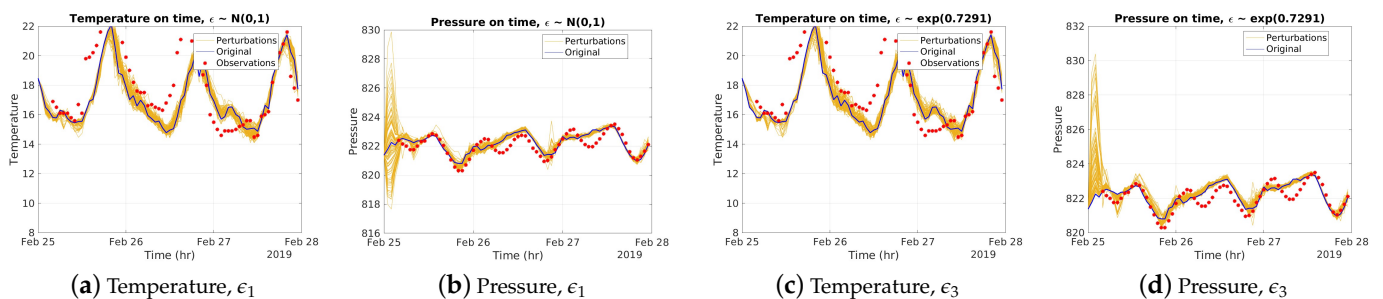 Temperature on time, ϵ ~ N(0,1)
Temperature
22
20
18
16
14
12
10
8
Perturbations
Original
Observations
Feb 25
Feb 26
Feb 27
Feb 28
Time (hr)
2019
(a) Temperature, ϵ1
Pressure on time, ϵ ~ N(0,1)
Pressure
830
828
826
824
822
820
818
816
Perturbations
Original
Feb 25
Feb 26
Feb 27
Feb 28
Time (hr)
2019
(b) Pressure, ϵ1
Temperature on time, ϵ ~ exp(0.7291)
Temperature
22
20
18
16
14
12
10
8
Perturbations
Original
Observations
Feb 25
Feb 26
Feb 27
Feb 28
Time (hr)
2019
(c) Temperature, ϵ3
Pressure on time, ϵ ~ exp(0.7291)
Pressure
832
830
828
826
824
822
820
Perturbations
Original
Feb 25
Feb 26
Feb 27
Feb 28
Time (hr)
2019
(d) Pressure, ϵ3